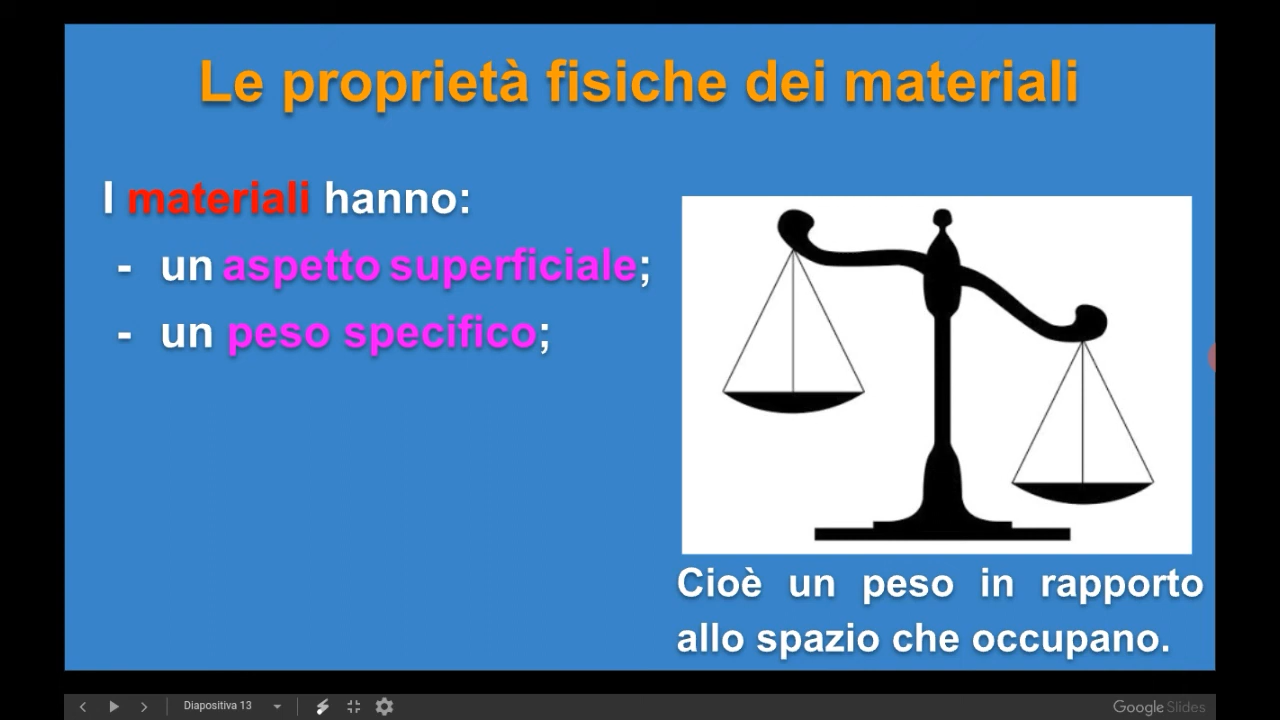 Le proprietà fisiche dei materiali
I materiali hanno:
- un aspetto superficiale;
- un peso specifico;
Cioè un peso in rapporto
allo spazio che occupano.
Diapositiva 13
Google Slides